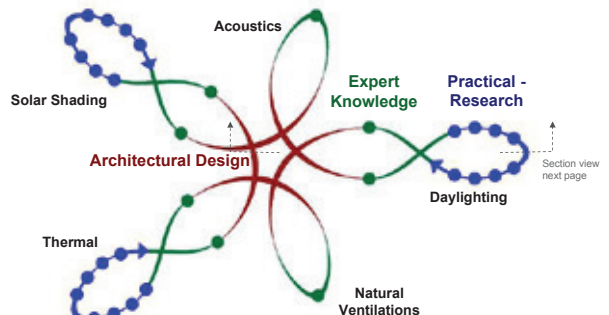 Acoustics
Expert
Knowledge
Practical -
Research
Solar Shading
Architectural Design
Section view
next page
Daylighting
Thermal
Natural
Ventilations